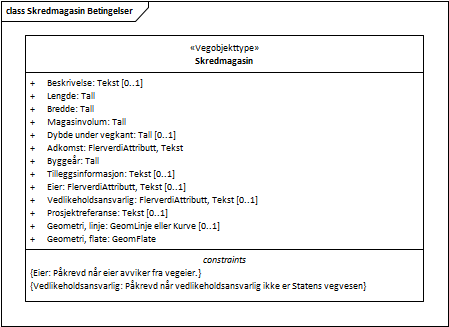 class Skredmagasin Betingelser
«Vegobjekttype»
Skredmagasin
+ Beskrivelse: Tekst [0..1]
+ Lengde: Tall
+ Bredde: Tall
+ Magasinvolum: Tall
+ Dybde under vegkant: Tall [0..1]
+ Adkomst: FlerverdiAttributt, Tekst
+ Byggeår: Tall
+ Tilleggsinformasjon: Tekst [0..1]
+ Eier: FlerverdiAttributt, Tekst [0..1]
+ Vedlikeholdsansvarlig: FlerverdiAttributt, Tekst [0..1]
+ Prosjektreferanse: Tekst [0..1]
+ Geometri, linje: GeomLinje eller Kurve [0..1]
+ Geometri, flate: GeomFlate
constraints
{Eier: Påkrevd når eier avviker fra vegeier.}
{Vedlikeholdsansvarlig: Påkrevd når vedlikeholdsansvarlig ikke er Statens vegvesen}